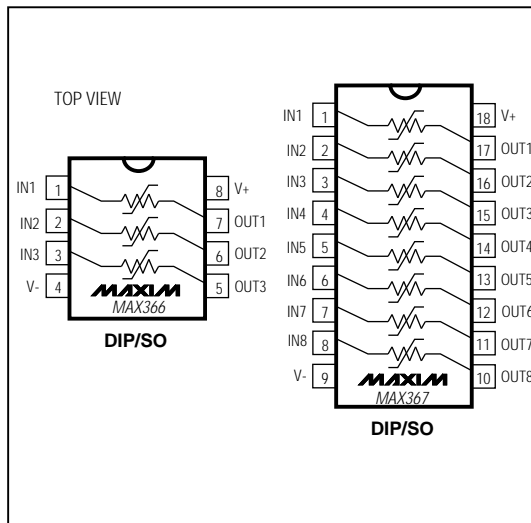 TOP VIEW
IN1 1
IN2 2
IN3 3
V- 4
8 V+
7 OUT1
6 OUT2
5 OUT3
MAXIM
MAX366
DIP/SO
IN1 1
IN2 2
IN3 3
IN4 4
IN5 5
IN6 6
IN7 7
IN8 8
V- 9
18 V+
17 OUT1
16 OUT2
15 OUT3
14 OUT4
13 OUT5
12 OUT6
11 OUT7
10 OUT8
MAXIM
MAX367
DIP/SO